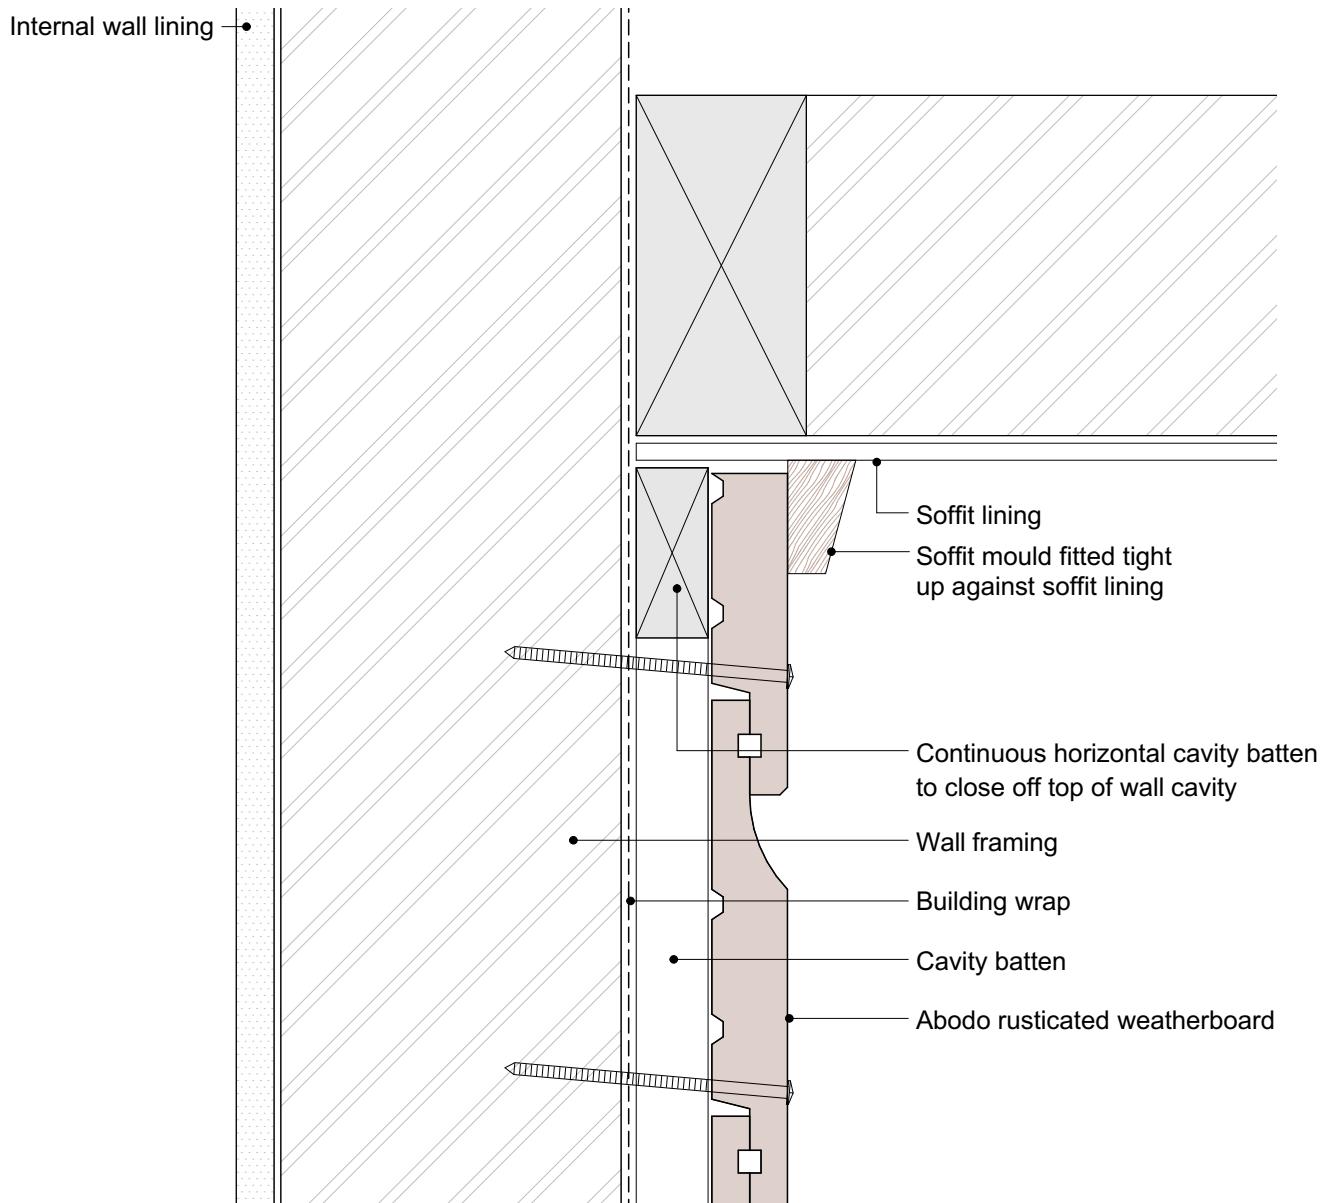 Internal wall lining
Soffit lining
Soffit mould fitted tight
up against soffit lining
Continuous horizontal cavity batten
to close off top of wall cavity
Wall framing
Building wrap
Cavity batten
Abodo rusticated weatherboard